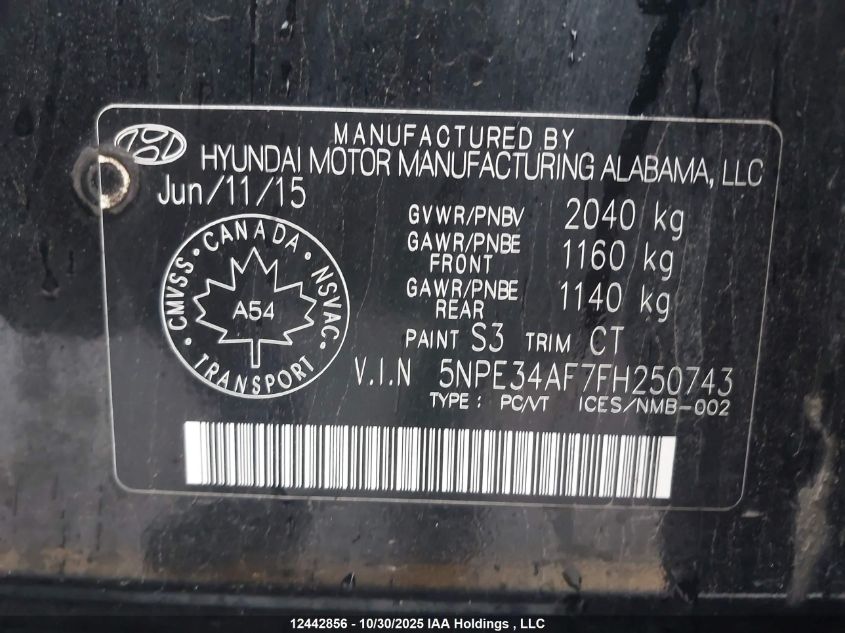 MANUFACTURED BY
HYUNDAI MOTOR MANUFACTURING ALABAMA, LLC
Jun/11/15
GVWR/PNBV 2040 kg
GAWR/PNBE FRONT 1160 kg
GAWR/PNBE REAR 1140 kg
CMVSS • CANADA • NSVAC • TRANSPORT •
A54
PAINT S3 TRIM CT
V.I.N 5NPE34AF7FH250743
TYPE: PC/VT ICES/NMB-002
12442856 - 10/30/2025 IAA Holdings , LLC